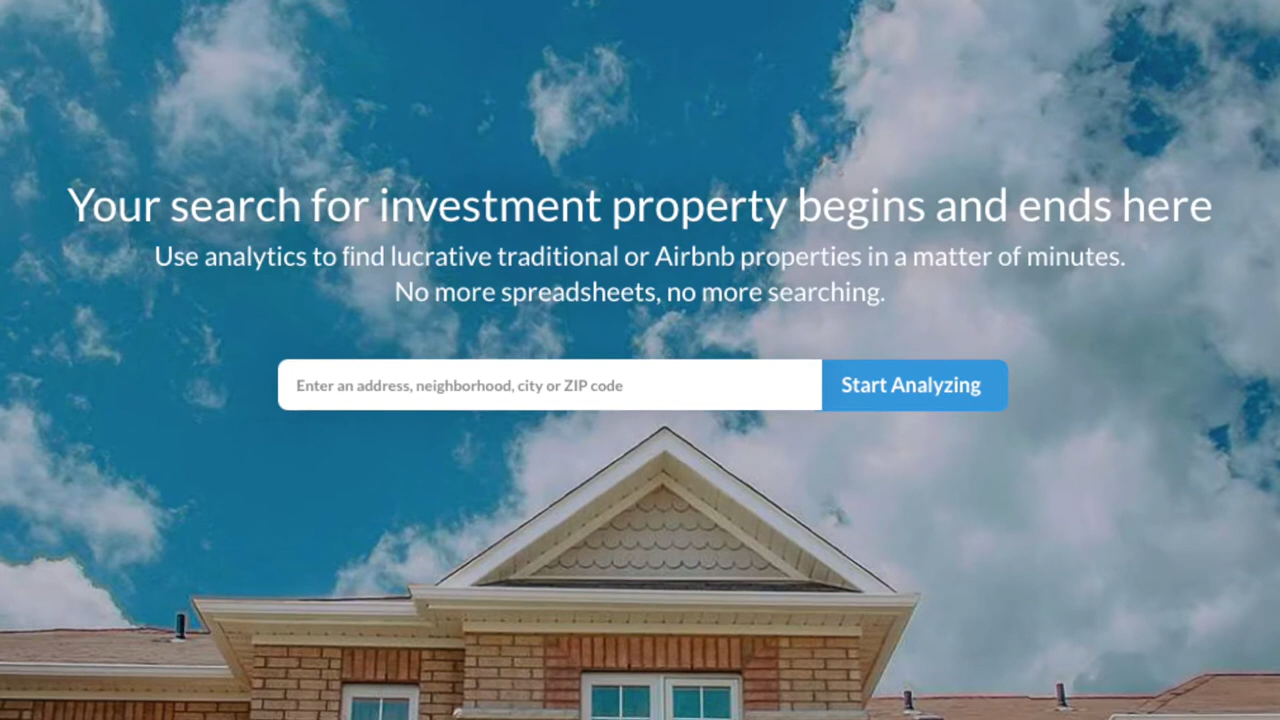 Your search for investment property begins and ends here
Use analytics to find lucrative traditional or Airbnb properties in a matter of minutes.
No more spreadsheets, no more searching.
Enter an address, neighborhood, city or ZIP code
Start Analyzing